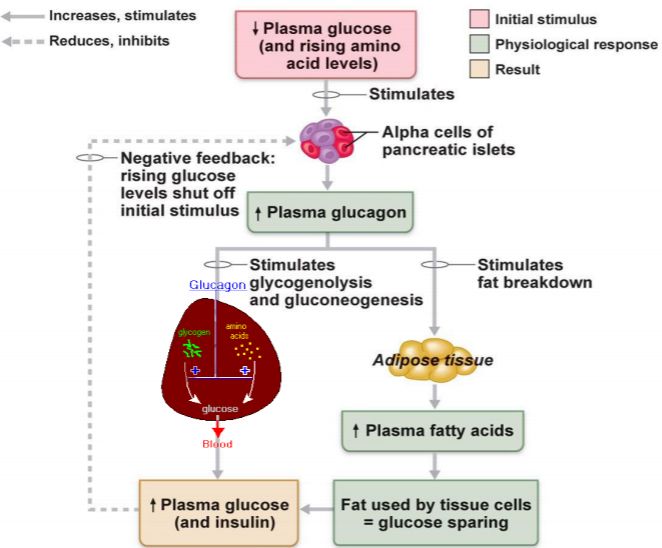 Increases, stimulates
Reduces, inhibits
↓ Plasma glucose
(and rising amino
acid levels)
Initial stimulus
Physiological response
Result
Stimulates
Alpha cells of
pancreatic islets
Negative feedback:
rising glucose
levels shut off
initial stimulus
↑ Plasma glucagon
Stimulates
glycogenolysis
and gluconeogenesis
Stimulates
fat breakdown
Glucagon
glycogen
amino
acids
+ +
glucose
Blood
Adipose tissue
↑ Plasma fatty acids
↑ Plasma glucose
(and insulin)
Fat used by tissue cells
= glucose sparing